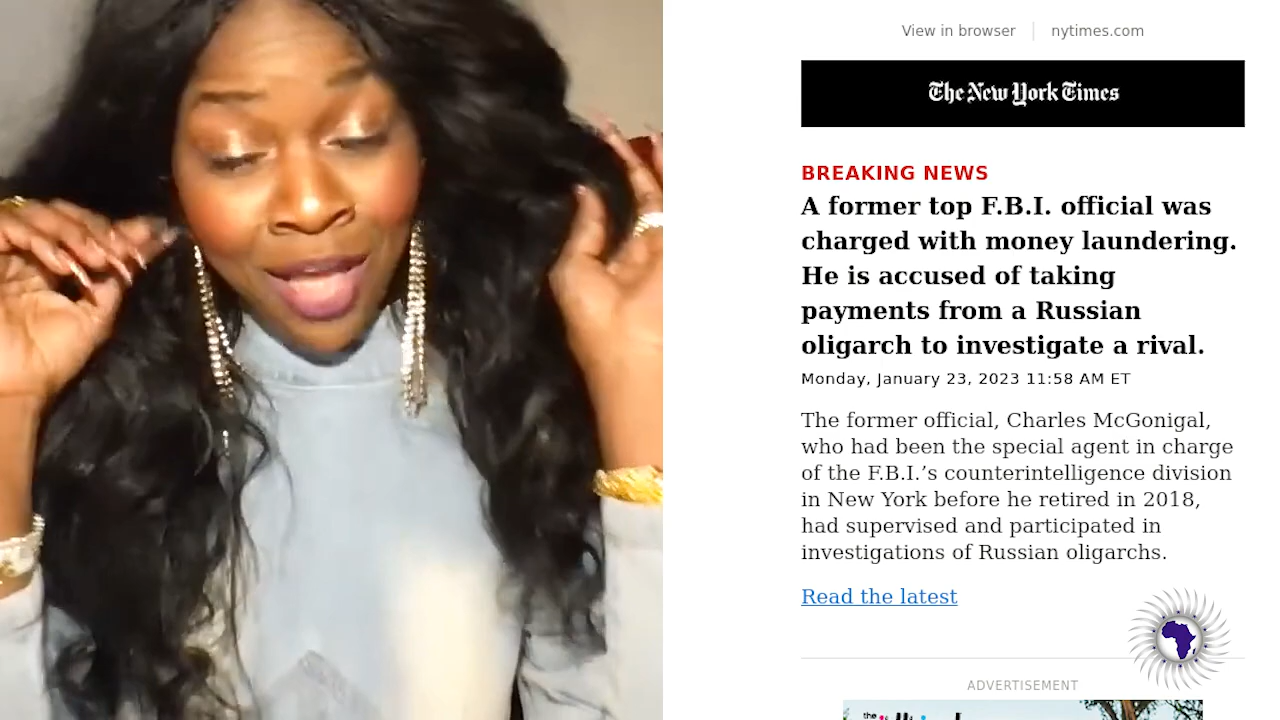 View in browser | nytimes.com
The New York Times
BREAKING NEWS
A former top F.B.I. official was
charged with money laundering.
He is accused of taking
payments from a Russian
oligarch to investigate a rival.
Monday, January 23, 2023 11:58 AM ET
The former official, Charles McGonigal,
who had been the special agent in charge
of the F.B.I.’s counterintelligence division
in New York before he retired in 2018,
had supervised and participated in
investigations of Russian oligarchs.
Read the latest
ADVERTISEMENT
the